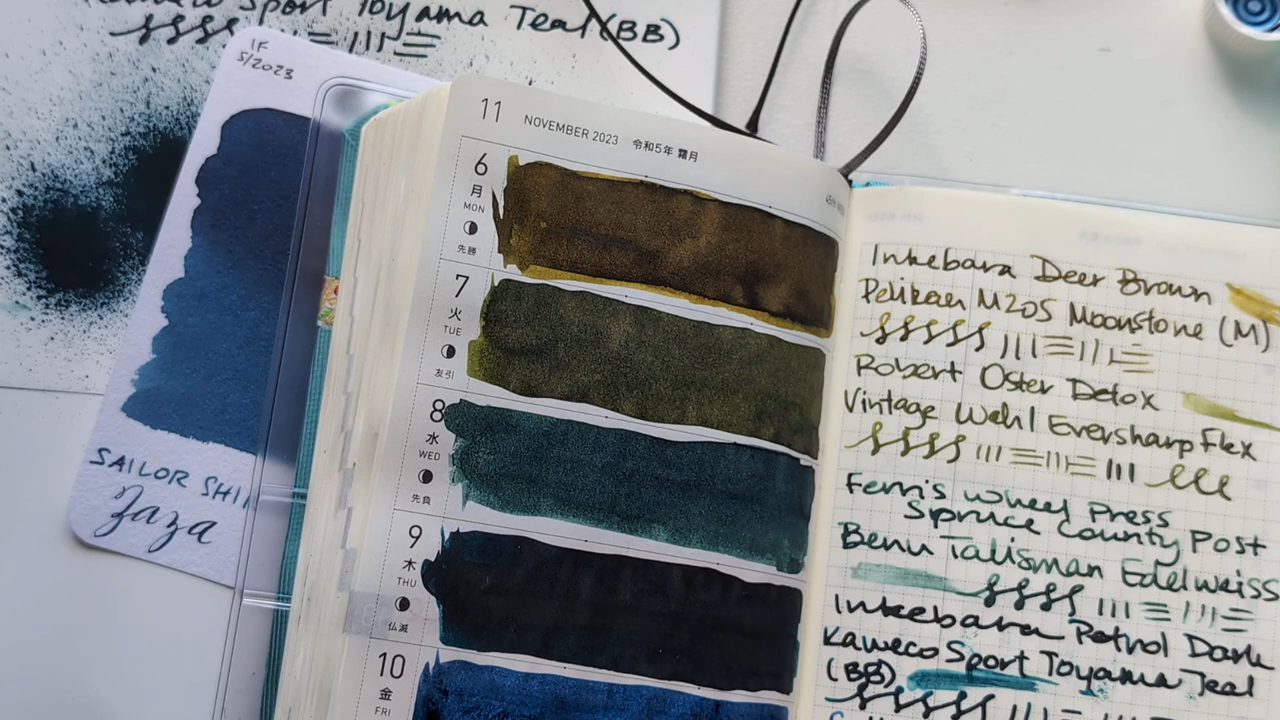 Sport Toyama Teal (BB)
IF
5/2023
SAILOR SHI
Zaza
11 NOVEMBER 2023 令和5年 霜月
6
月
MON
先勝
7
火
TUE
友引
8
水
WED
先負
9
木
THU
仏滅
10
金
FRI
Inkebara Deer Brown
Pelikan M205 Moonstone (M)
Robert Oster Detox
Vintage Wahl Eversharp Flex
Ferris Wheel Press
Spruce County Post
Benu Talisman Edelweiss
Inkebara Petrol Dark
Kaweco Sport Toyama Teal
(BB)